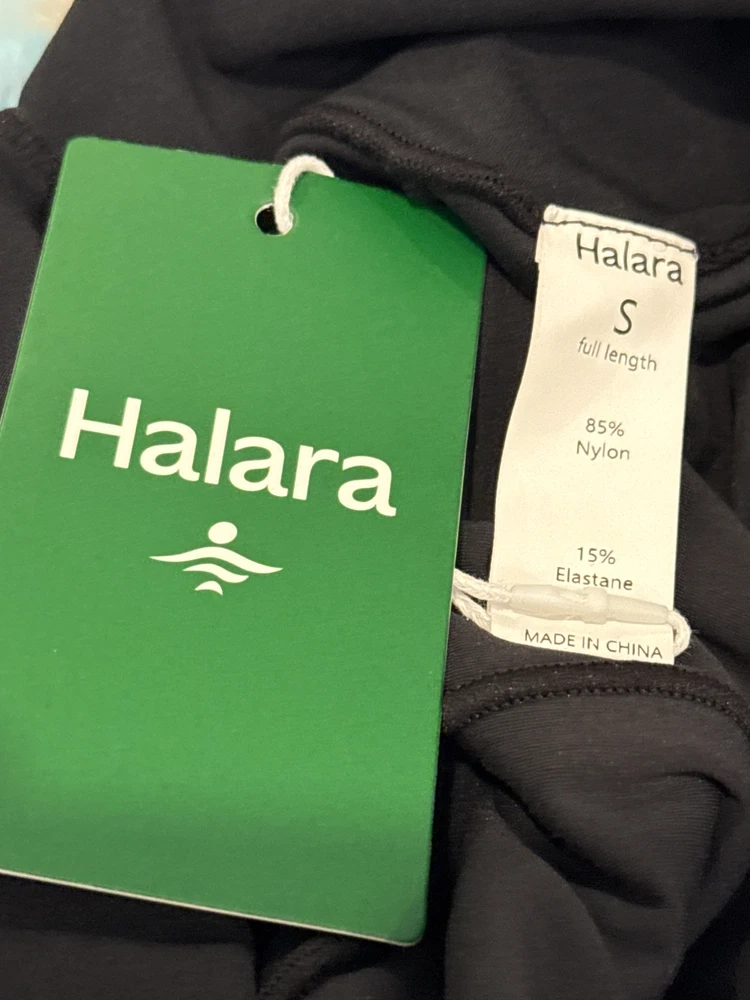 Halara
Halara
S
full length
85%
Nylon
15%
Elastane
MADE IN CHINA